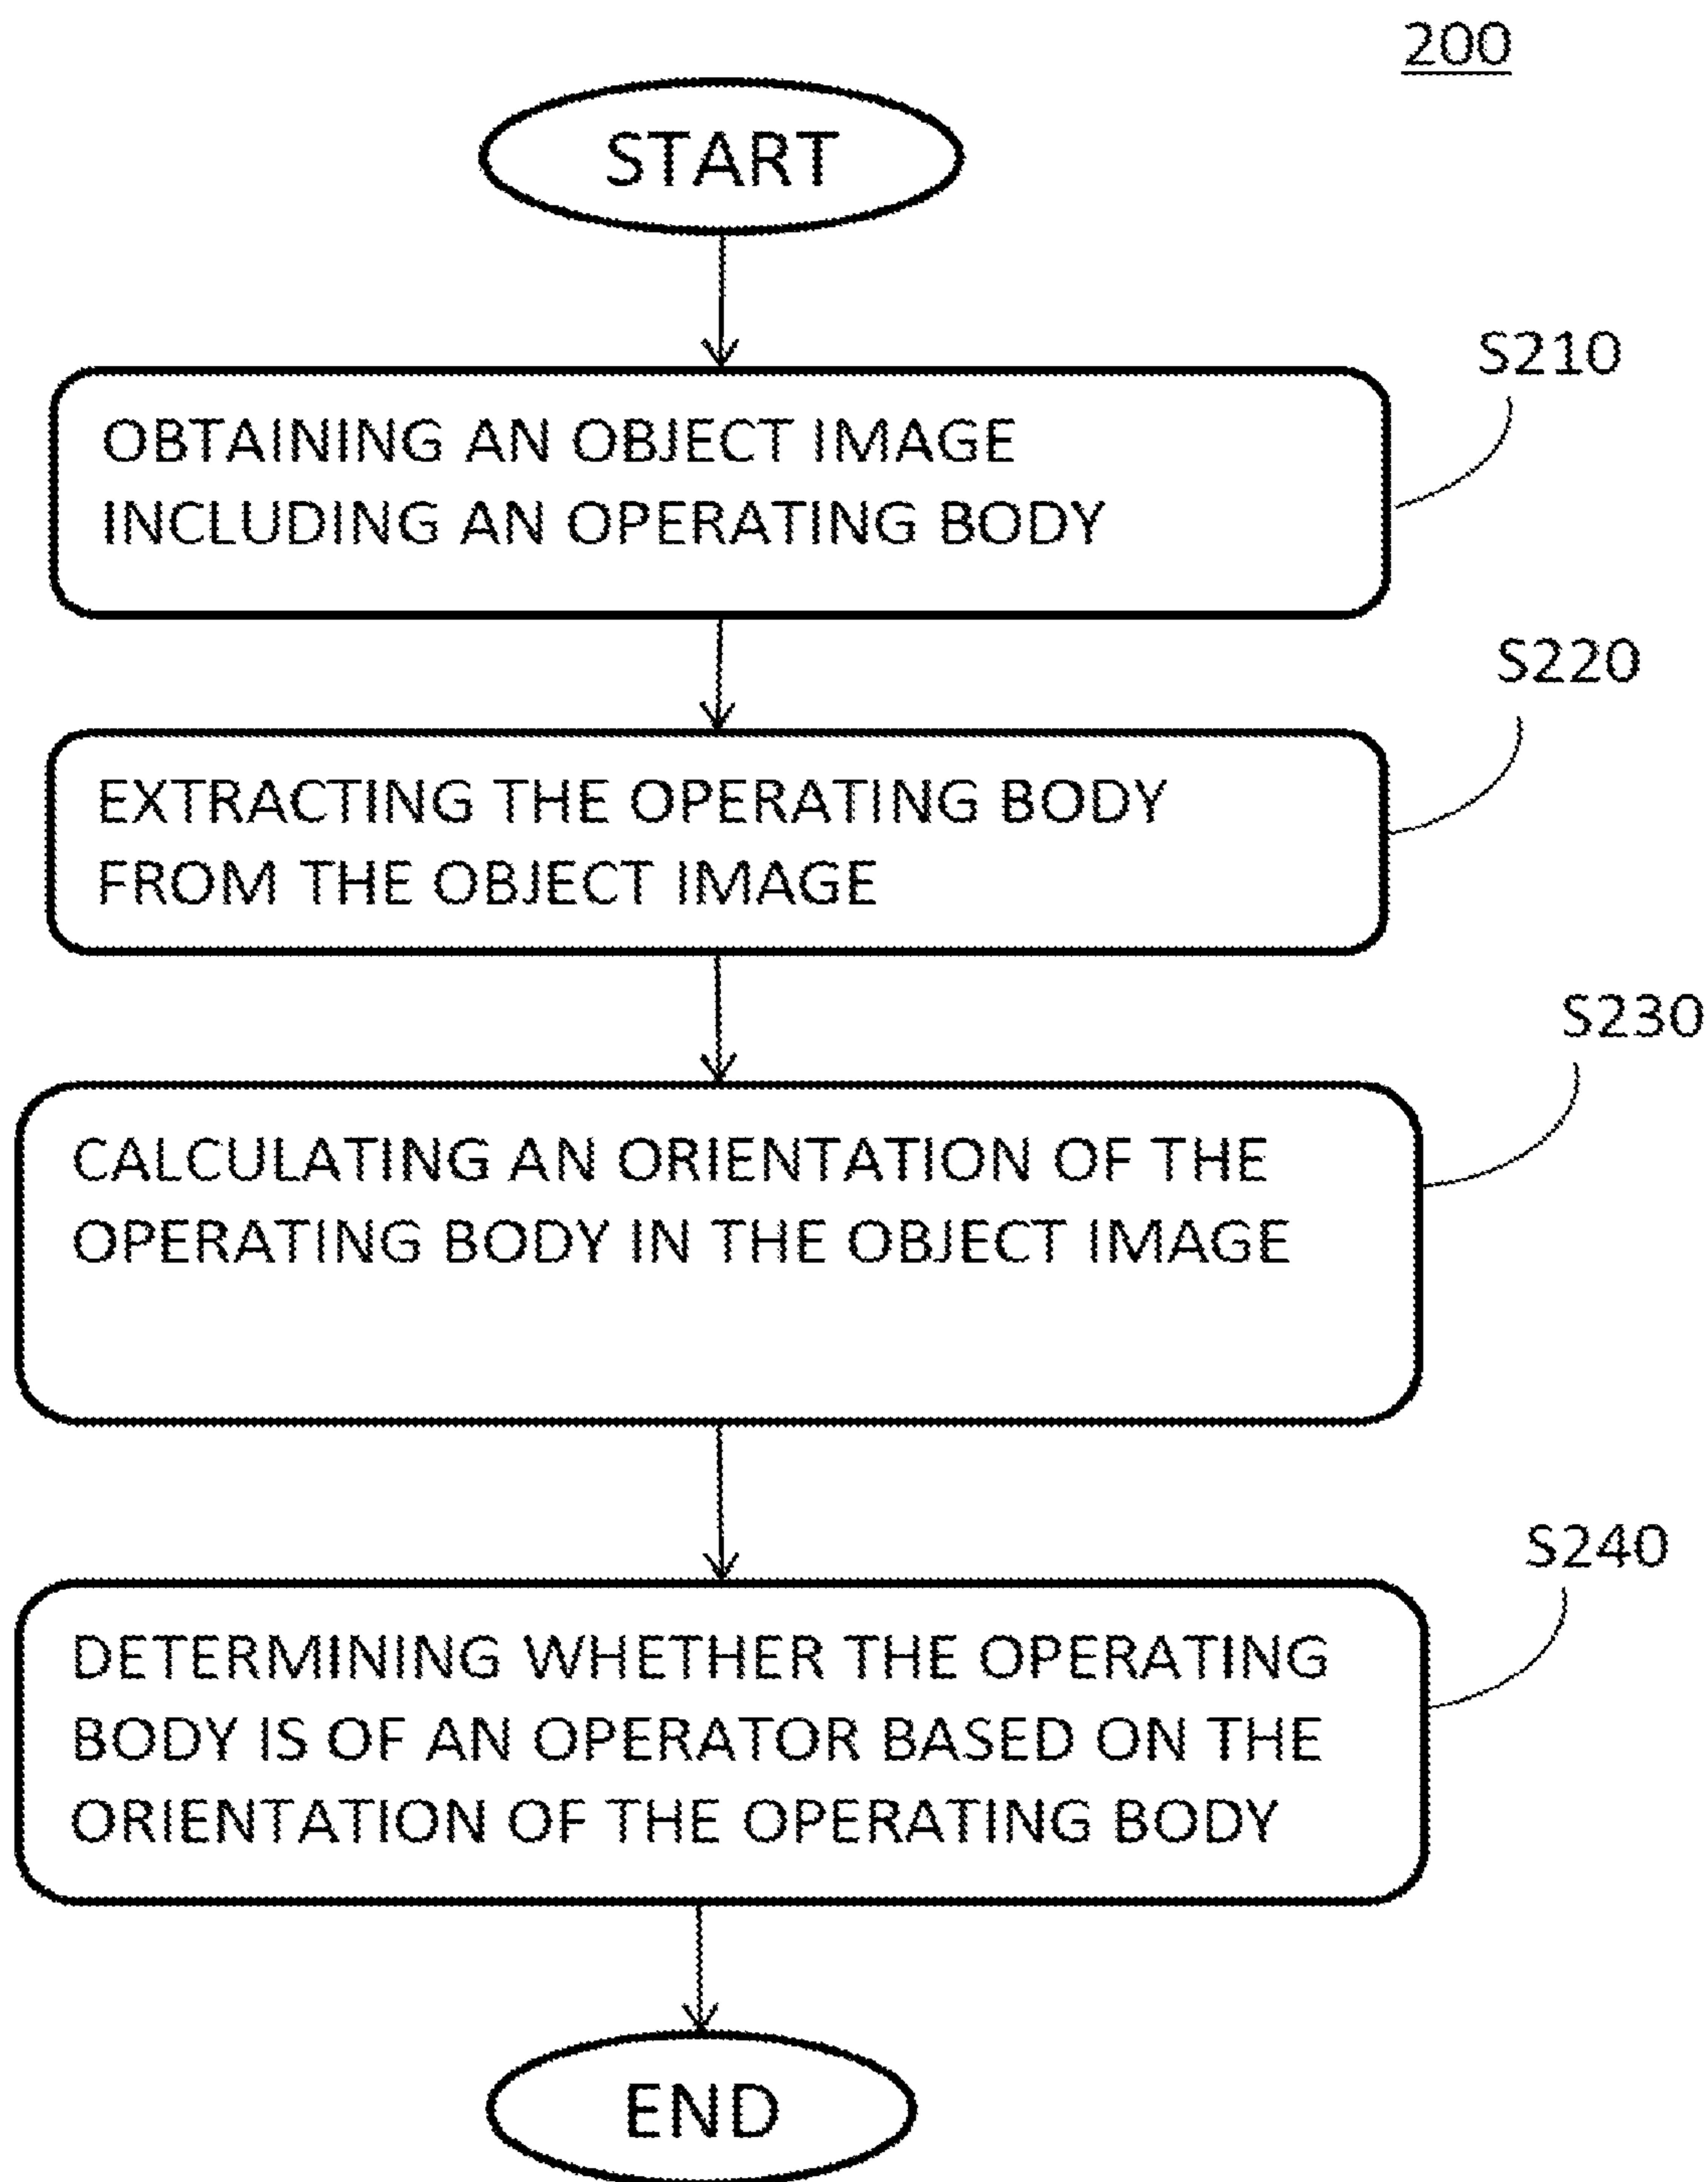 200
START
S210
OBTAINING AN OBJECT IMAGE
INCLUDING AN OPERATING BODY
S220
EXTRACTING THE OPERATING BODY
FROM THE OBJECT IMAGE
S230
CALCULATING AN ORIENTATION OF THE
OPERATING BODY IN THE OBJECT IMAGE
S240
DETERMINING WHETHER THE OPERATING
BODY IS OF AN OPERATOR BASED ON THE
ORIENTATION OF THE OPERATING BODY
END